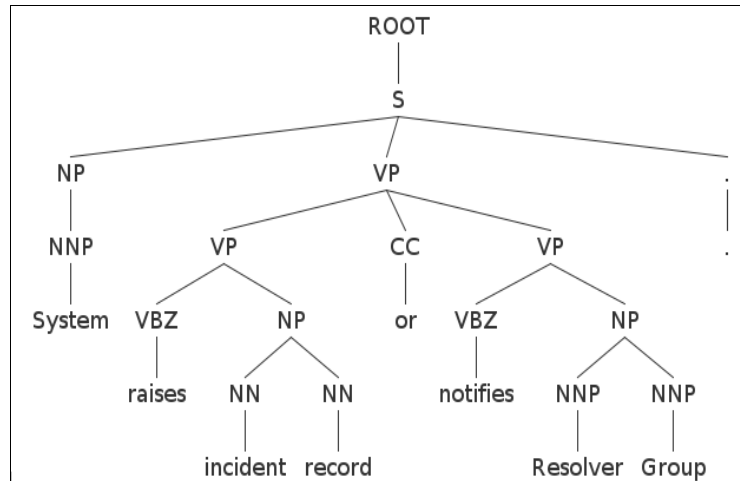 ROOT
S
NP VP .
NNP VP CC VP .
System VBZ NP or VBZ NP
raises NN NN notifies NNP NNP
incident record Resolver Group